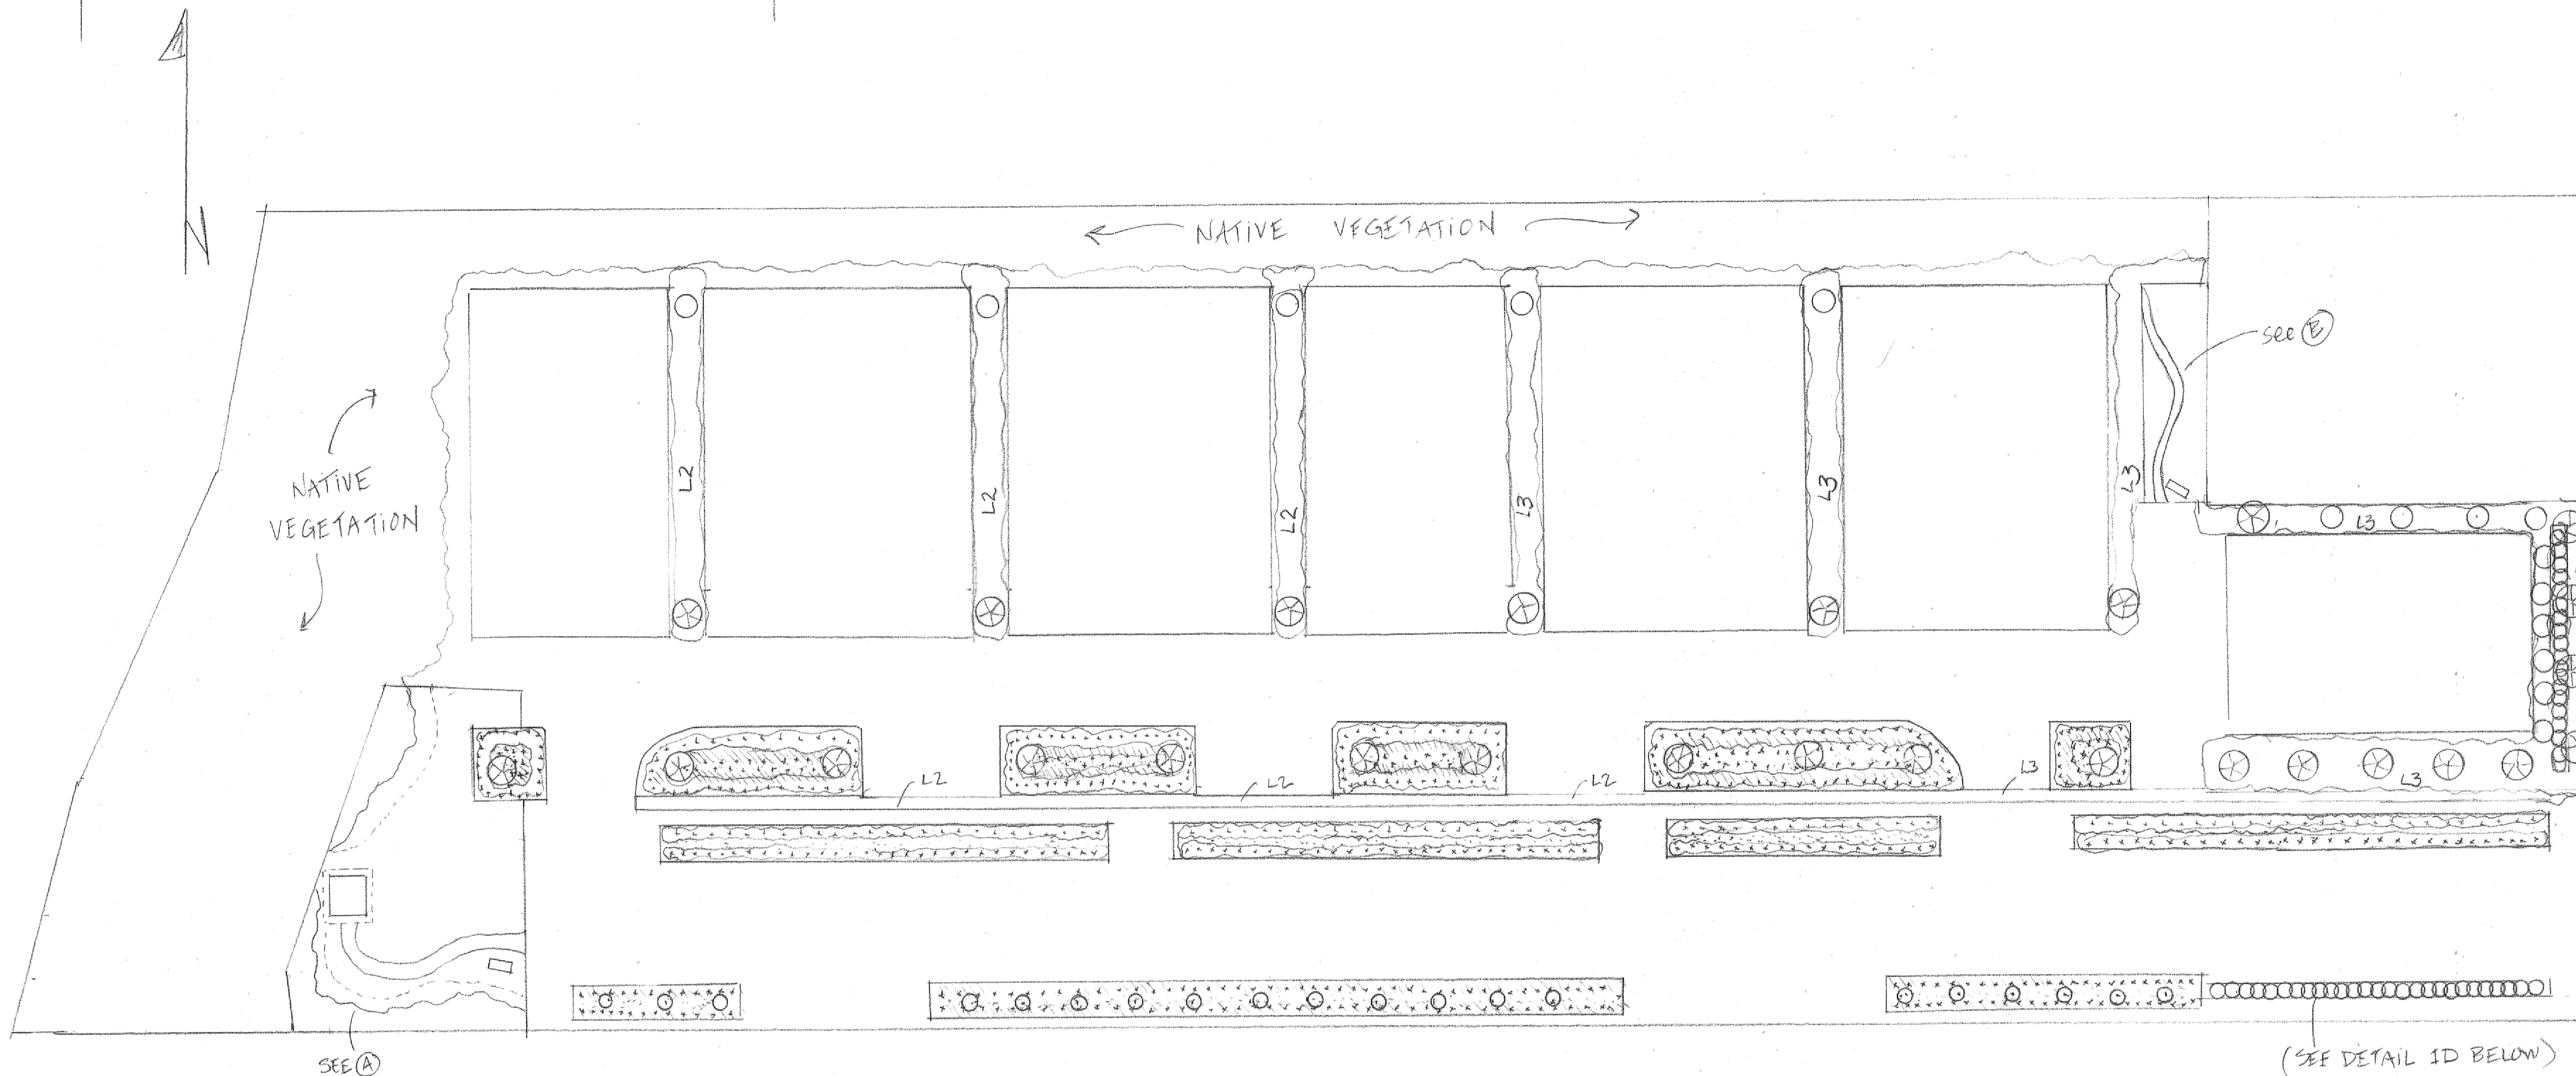 N
← NATIVE VEGETATION →
see B
NATIVE
VEGETATION
L2
L2
L2
L3
L3
L3
L3
L2
L2
L2
L3
L3
SEE A
(SEE DETAIL 1D BELOW)